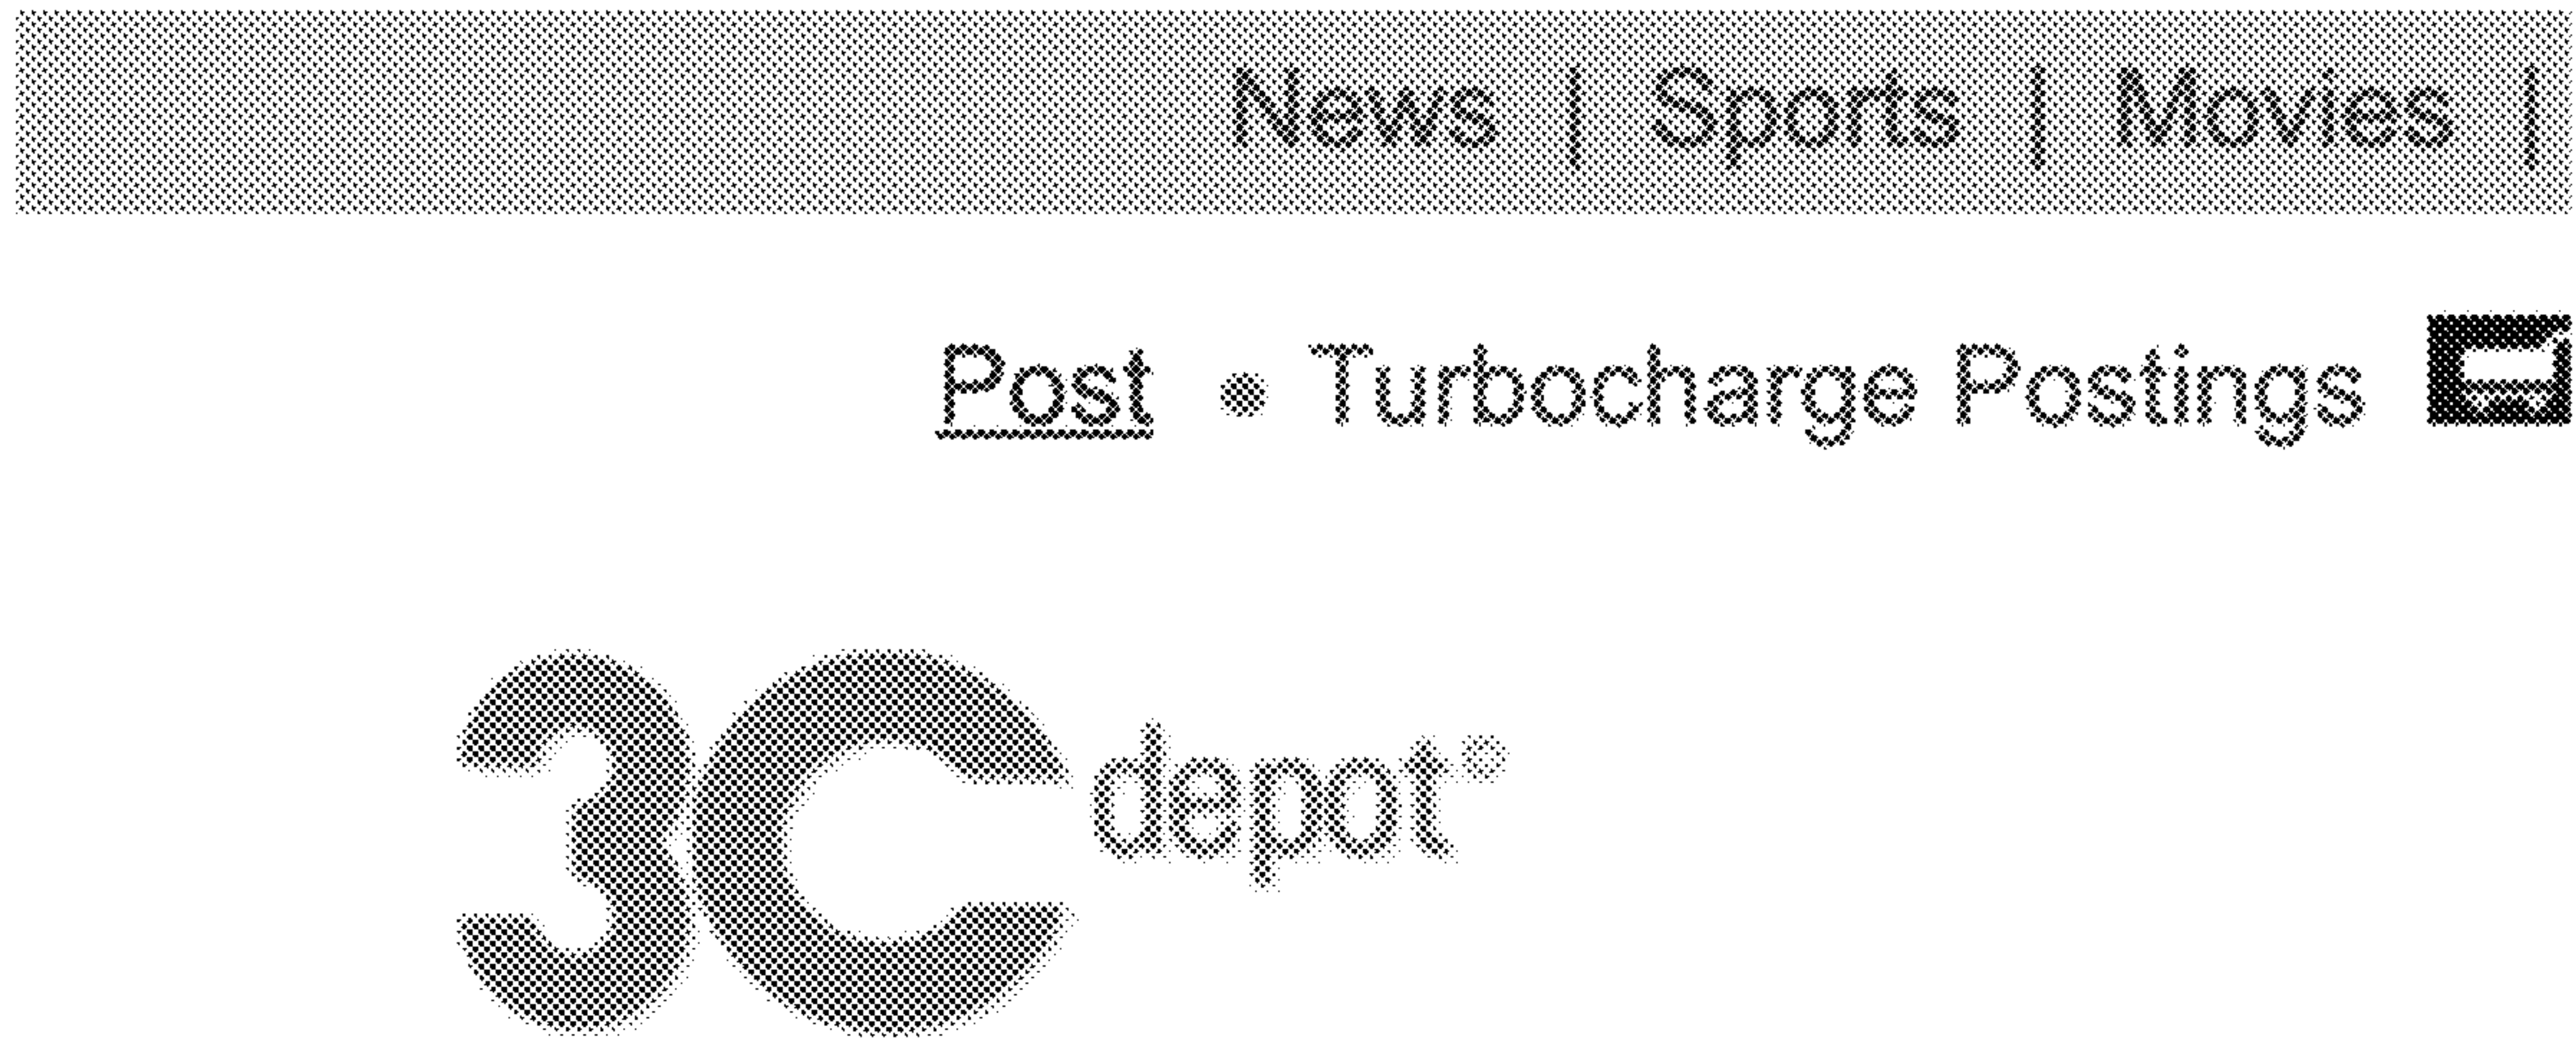 News | Sports | Movies |
Post • Turbocharge Postings
3C depot©